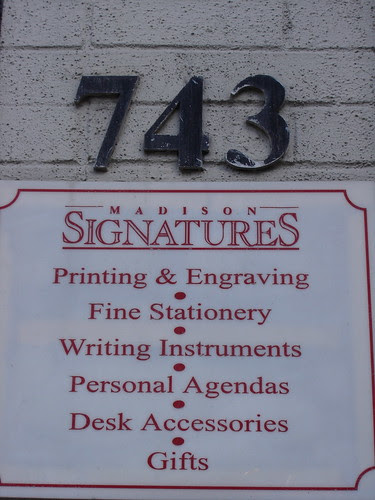 743
MADISON
SIGNATURES
Printing & Engraving
Fine Stationery
Writing Instruments
Personal Agendas
Desk Accessories
Gifts